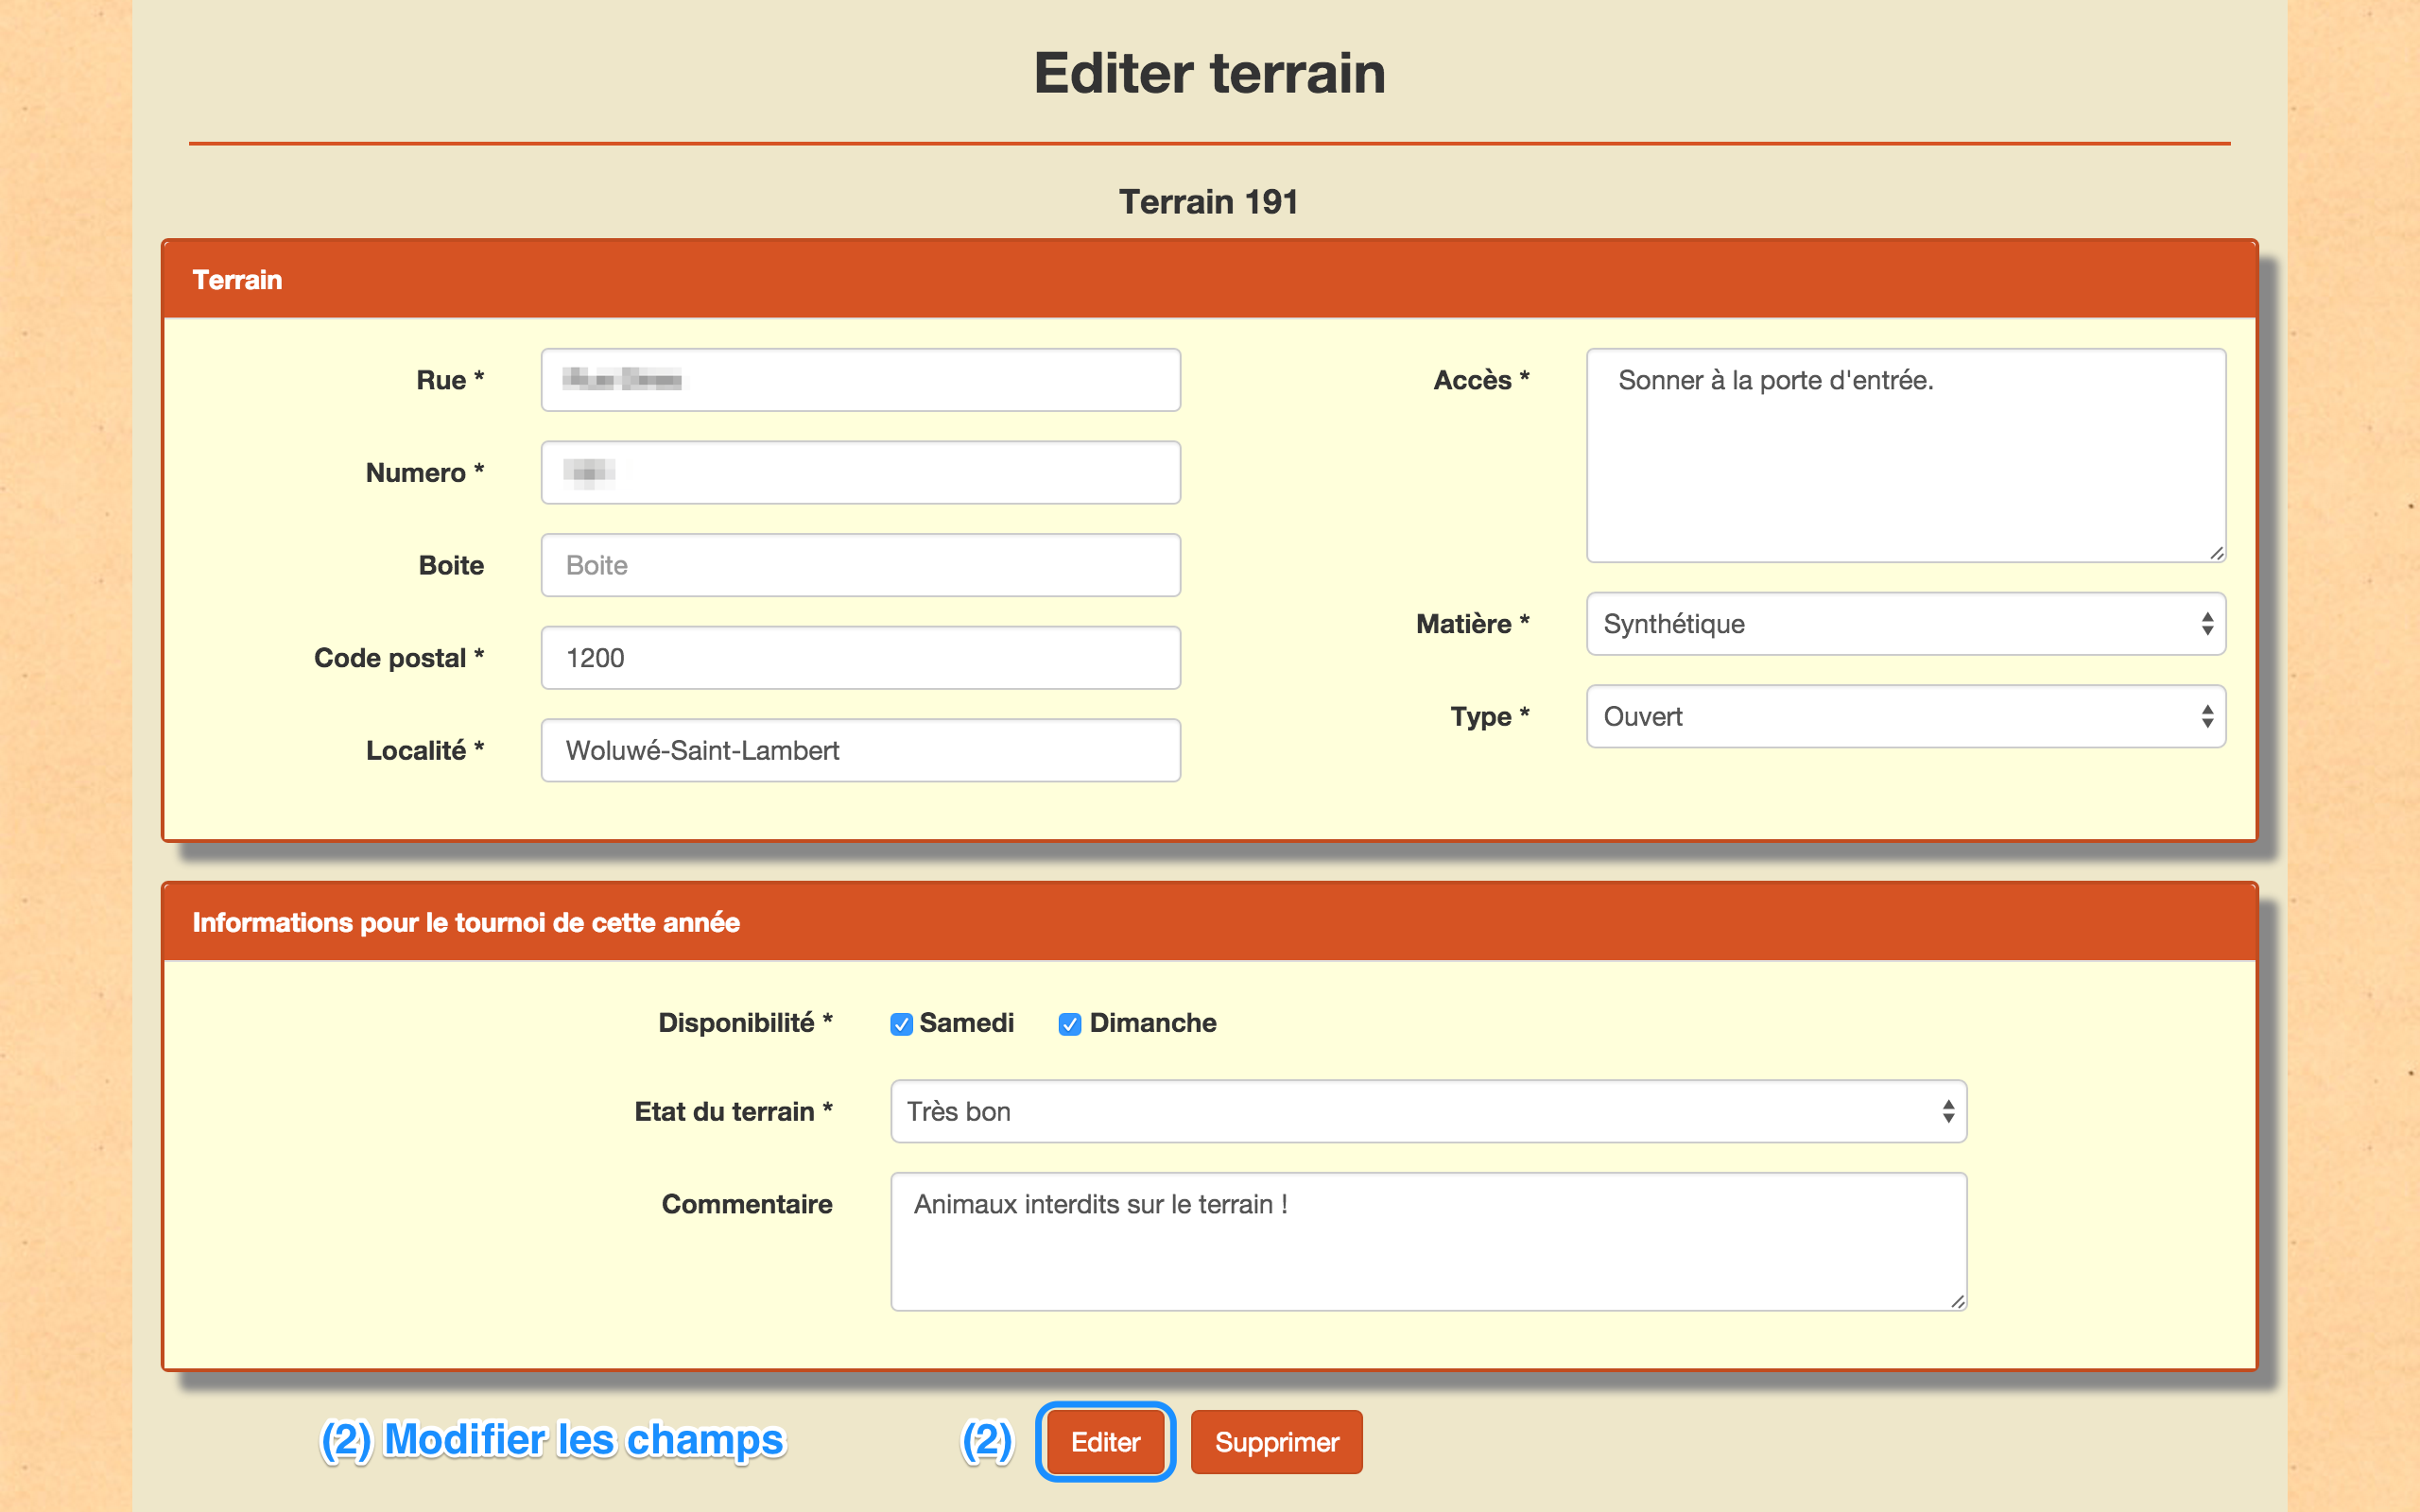 Editer terrain
Terrain 191
Terrain
Rue *
Numero *
Boite
Boite
Code postal *
1200
Localité *
Woluwé-Saint-Lambert
Accès *
Sonner à la porte d'entrée.
Matière *
Synthétique
Type *
Ouvert
Informations pour le tournoi de cette année
Disponibilité *
Samedi
Dimanche
Etat du terrain *
Très bon
Commentaire
Animaux interdits sur le terrain !
(2) Modifier les champs
(2)
Editer
Supprimer